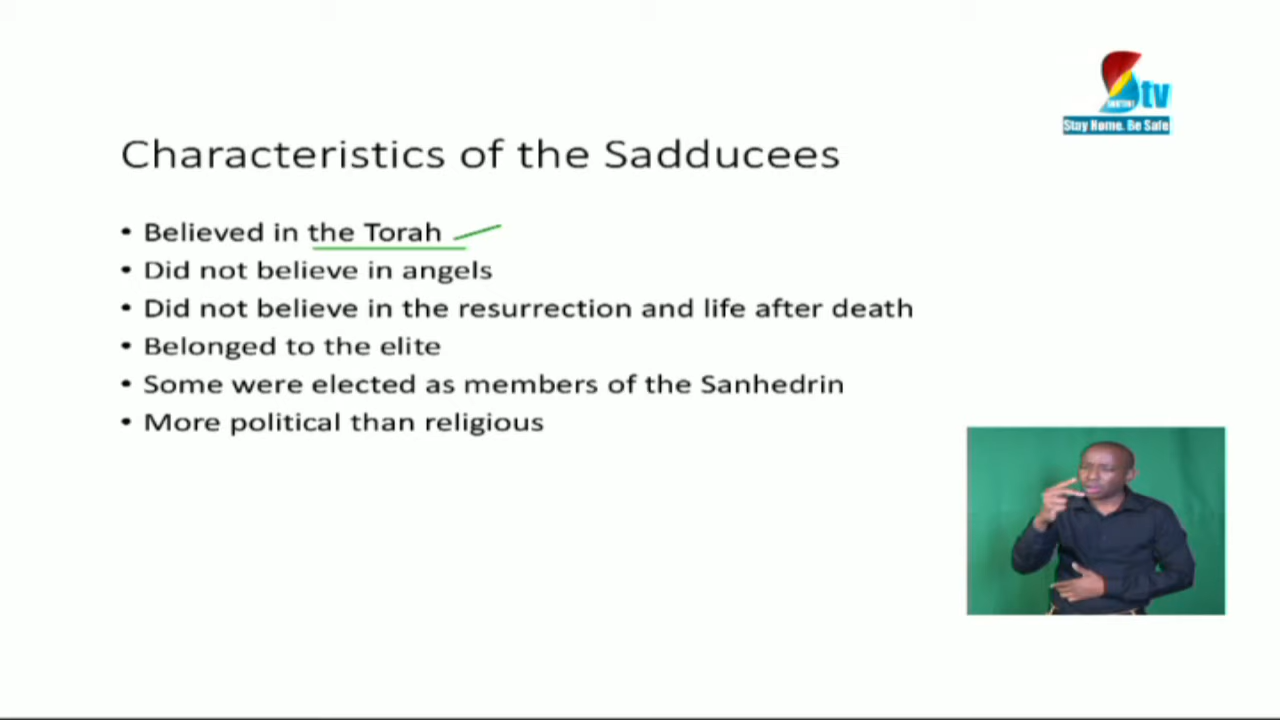 tv
Stay Home. Be Safe
Characteristics of the Sadducees
• Believed in the Torah
• Did not believe in angels
• Did not believe in the resurrection and life after death
• Belonged to the elite
• Some were elected as members of the Sanhedrin
• More political than religious